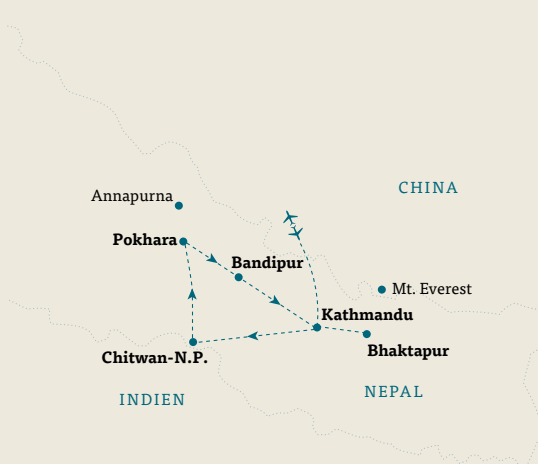 CHINA
Annapurna
Pokhara
Bandipur
Mt. Everest
Kathmandu
Bhaktapur
Chitwan-N.P.
NEPAL
INDIEN